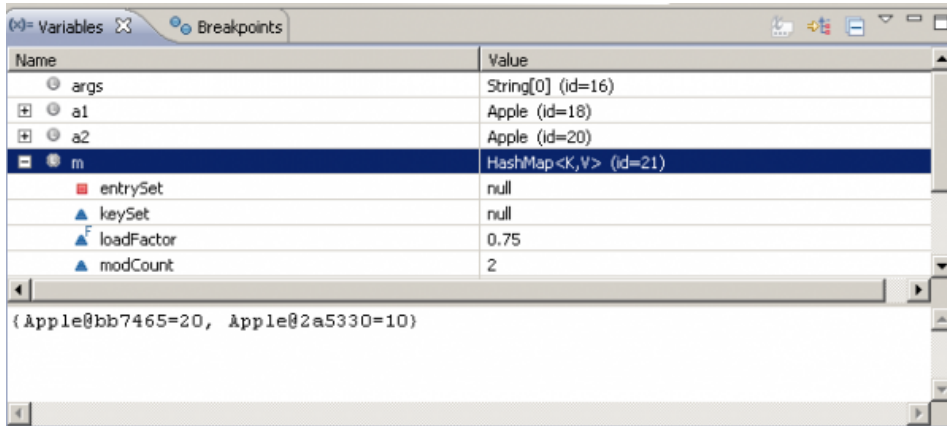 (x)= Variables Breakpoints
Name Value
args String[0] (id=16)
a1 Apple (id=18)
a2 Apple (id=20)
m HashMap<K,V> (id=21)
entrySet null
keySet null
F loadFactor 0.75
modCount 2
{Apple@bb7465=20, Apple@2a5330=10}